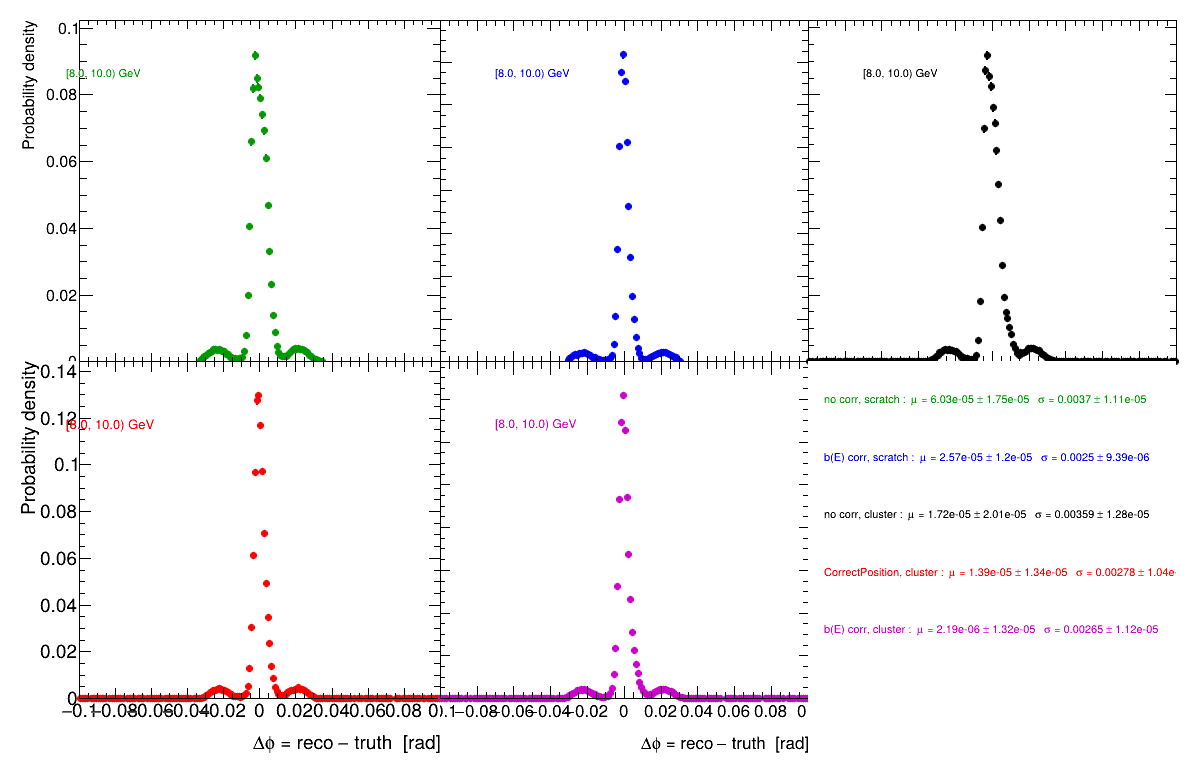 Probability density
0.1
0.08
0.06
0.04
0.02
[8.0, 10.0) GeV
[8.0, 10.0) GeV
[8.0, 10.0) GeV
Probability density
0.14
0.12
0.1
0.08
0.06
0.04
0.02
0
[8.0, 10.0) GeV
[8.0, 10.0) GeV
no corr, scratch : μ = 6.03e-05 ± 1.75e-05 σ = 0.0037 ± 1.11e-05
b(E) corr, scratch : μ = 2.57e-05 ± 1.2e-05 σ = 0.0025 ± 9.39e-06
no corr, cluster : μ = 1.72e-05 ± 2.01e-05 σ = 0.00359 ± 1.28e-05
CorrectPosition, cluster : μ = 1.39e-05 ± 1.34e-05 σ = 0.00278 ± 1.04e
b(E) corr, cluster : μ = 2.19e-06 ± 1.32e-05 σ = 0.00265 ± 1.12e-05
−0.1 −0.08 −0.06 −0.04 −0.02 0 0.02 0.04 0.06 0.08 0.1 −0.08 −0.06 −0.04 −0.02 0 0.02 0.04 0.06 0.08 0
Δϕ = reco − truth [rad]
Δϕ = reco − truth [rad]